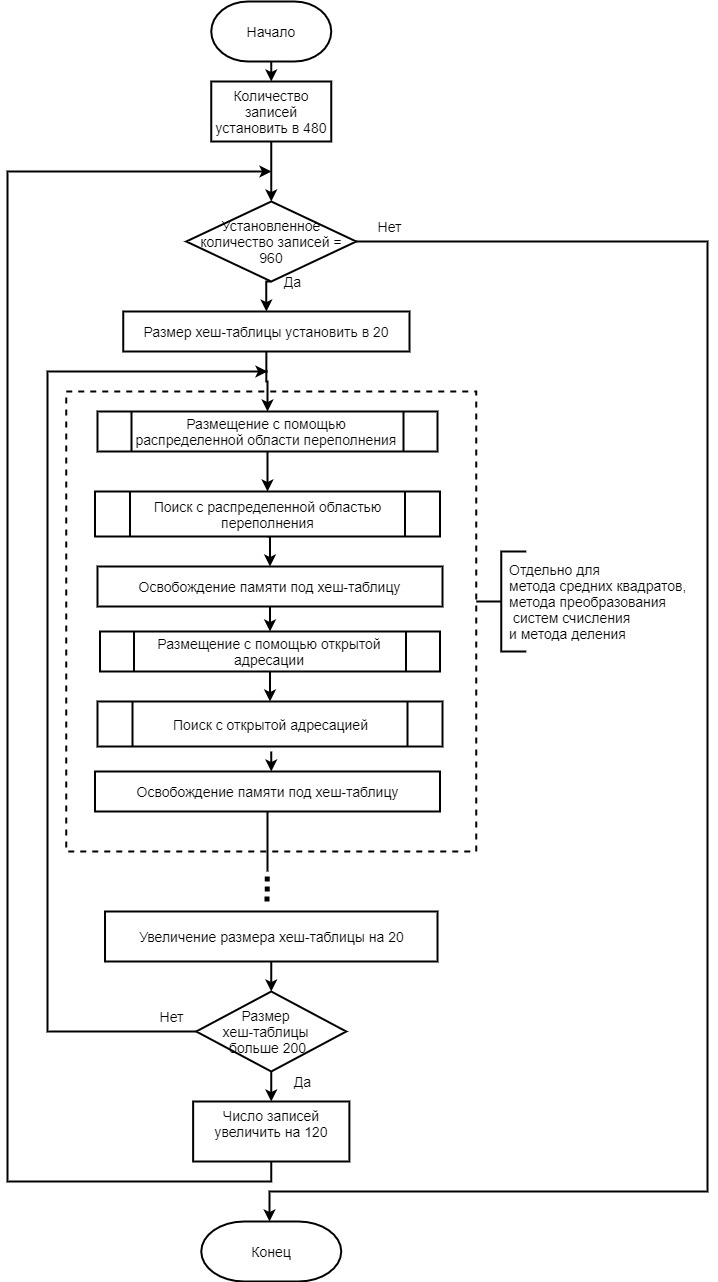 Начало
Количество
записей
установить в 480
Установленное
количество записей =
960
Нет
Да
Размер хеш-таблицы установить в 20
Размещение с помощью
распределенной области переполнения
Поиск с распределенной областью
переполнения
Освобождение памяти под хеш-таблицу
Отдельно для
метода средних квадратов,
метода преобразования
систем счисления
и метода деления
Размещение с помощью открытой
адресации
Поиск с открытой адресацией
Освобождение памяти под хеш-таблицу
Увеличение размера хеш-таблицы на 20
Нет
Размер
хеш-таблицы
больше 200
Да
Число записей
увеличить на 120
Конец